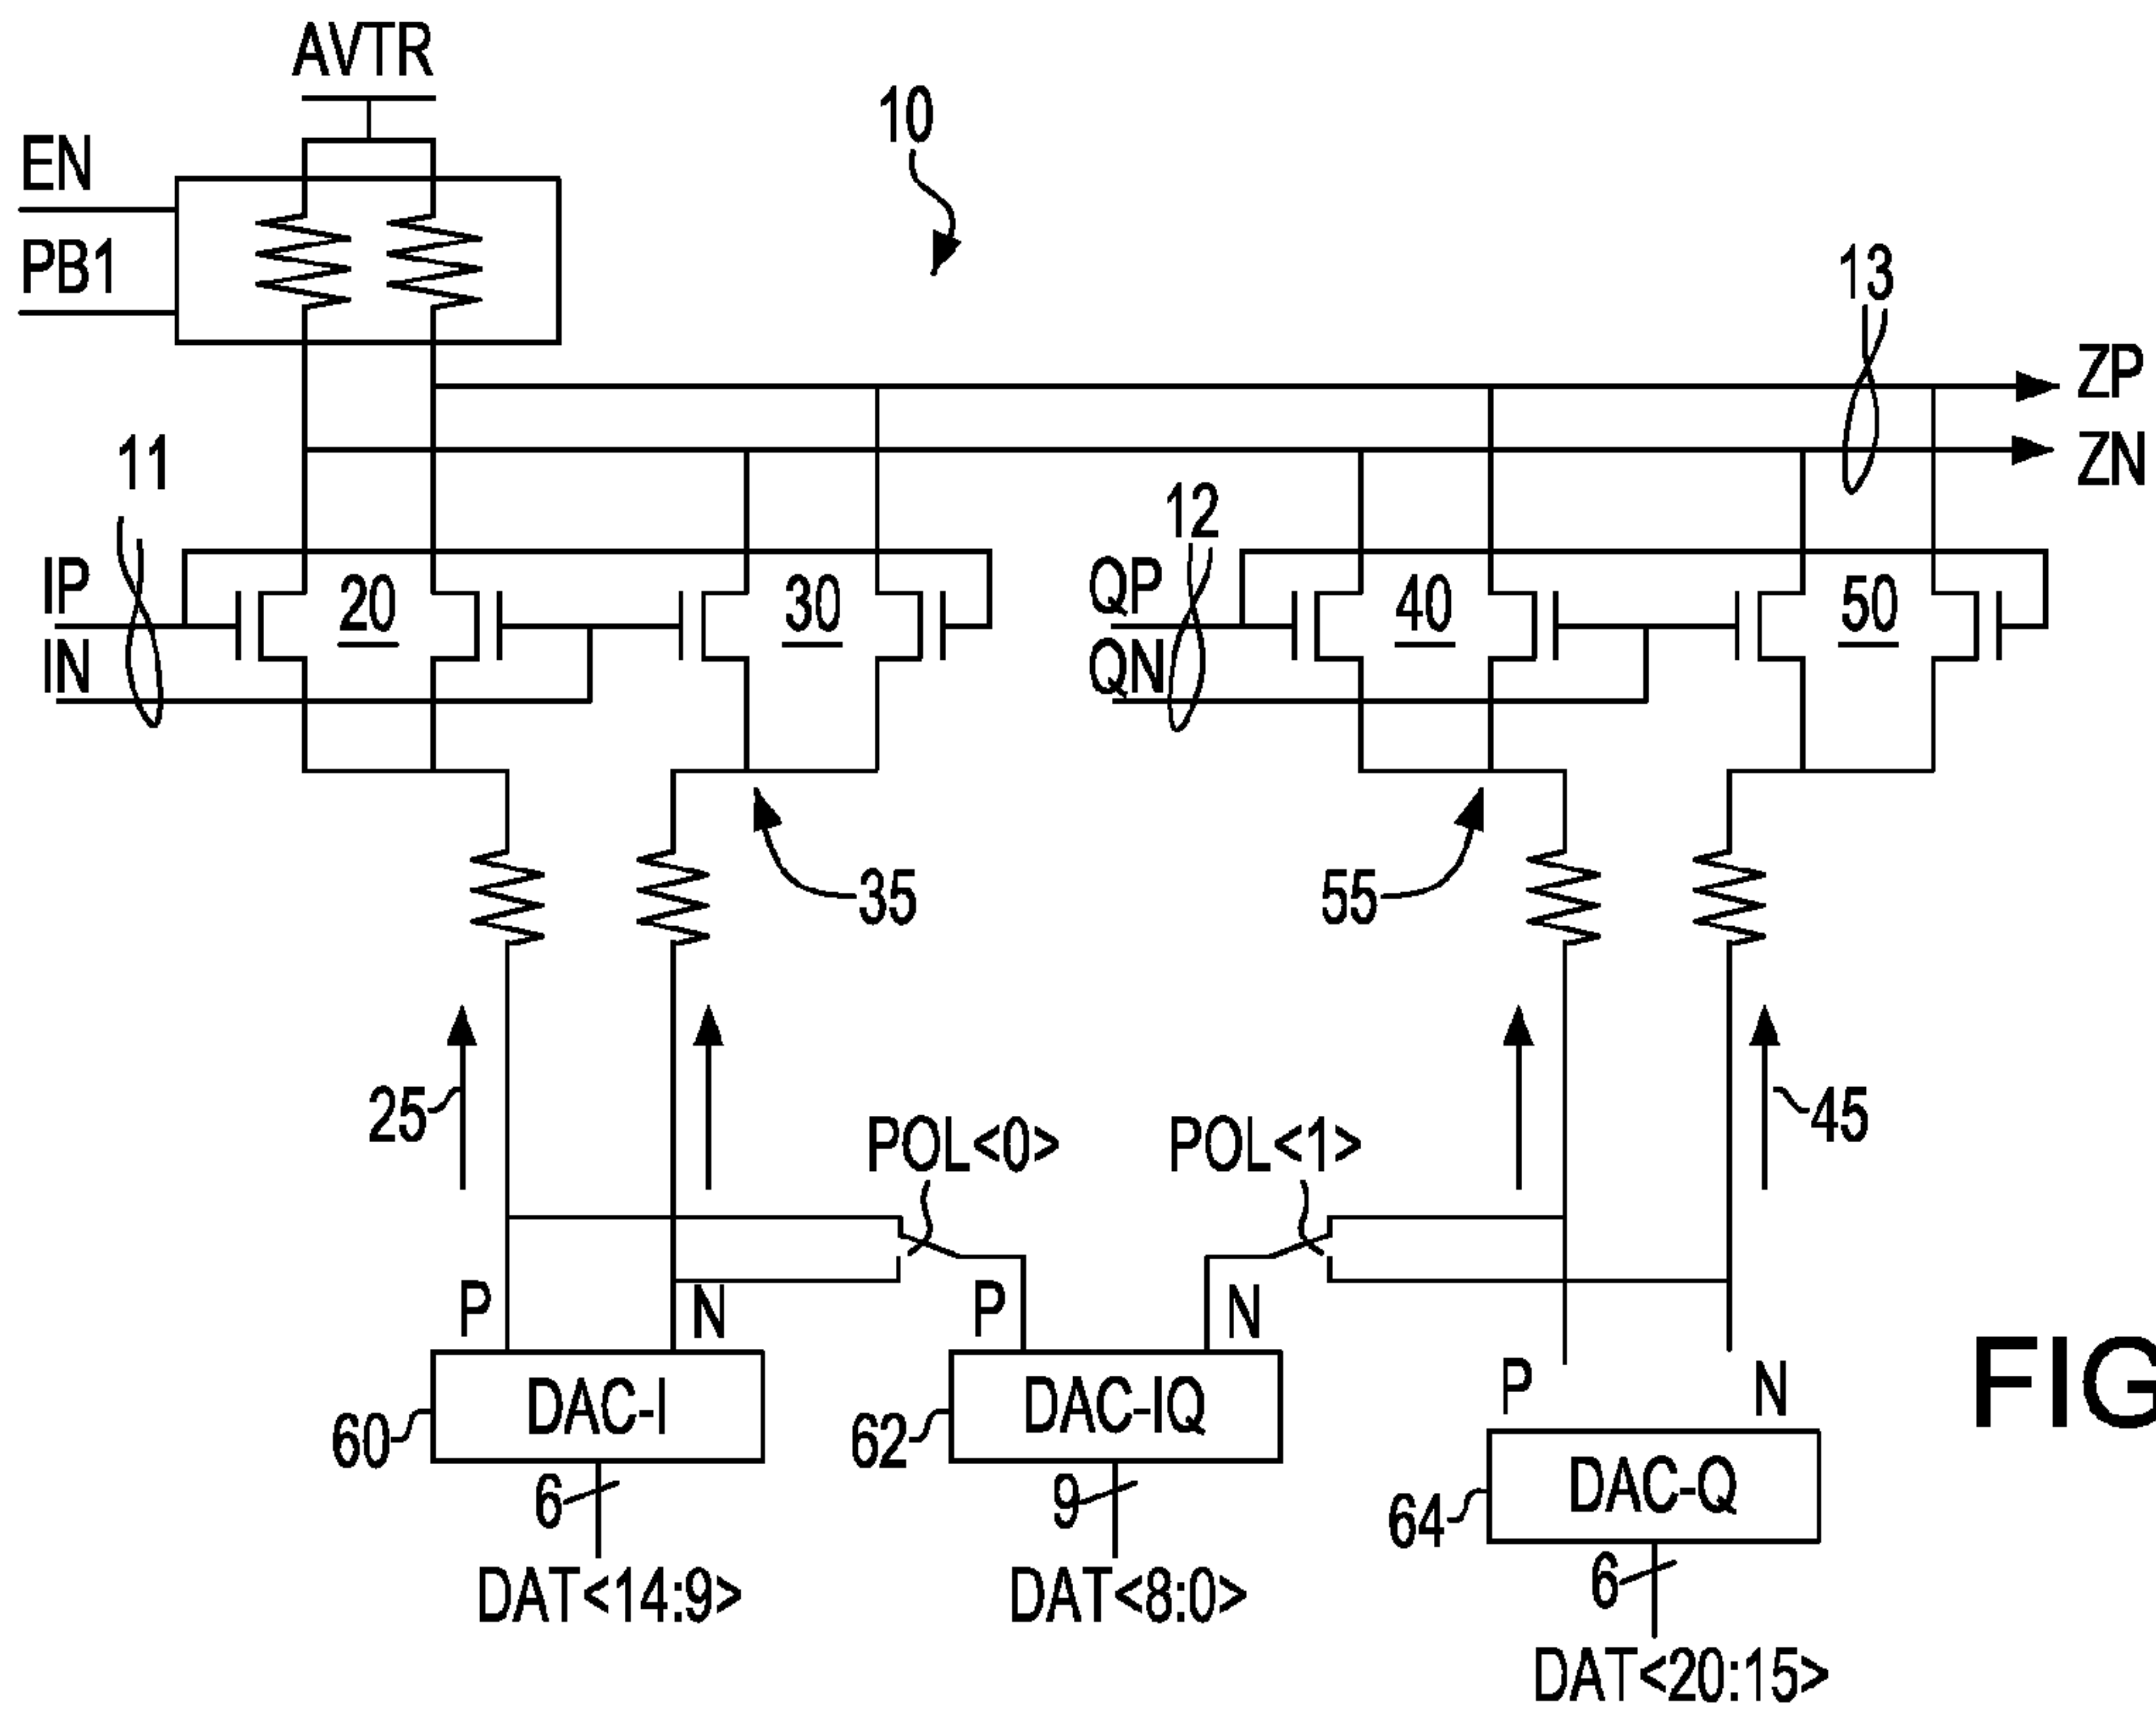 AVTR
10
EN
PB1
13
ZP
ZN
11
12
IP
20
30
QP
40
50
IN
QN
35
55
25
POL<0>
POL<1>
45
P
N
P
N
P
N
DAC-I
DAC-IQ
DAC-Q
60
62
64
6
9
6
DAT<14:9>
DAT<8:0>
DAT<20:15>
FIG